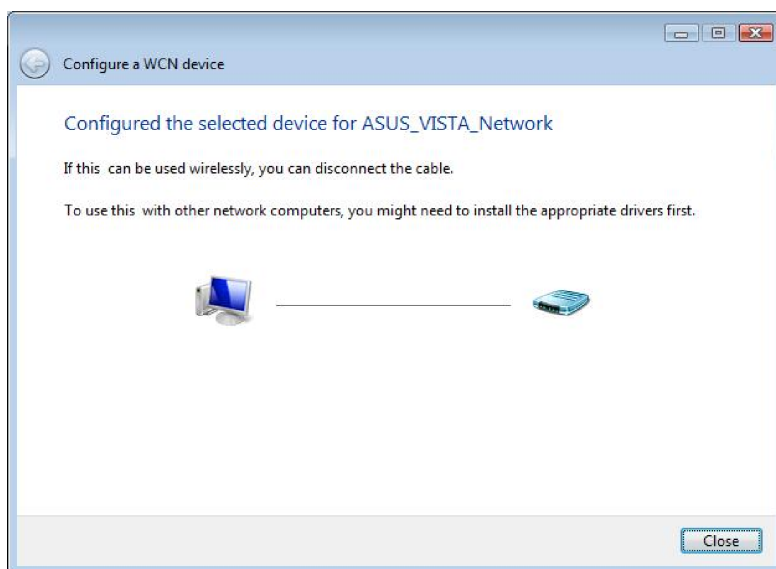 Configure a WCN device
Configured the selected device for ASUS_VISTA_Network
If this  can be used wirelessly, you can disconnect the cable.
To use this  with other network computers, you might need to install the appropriate drivers first.
Close